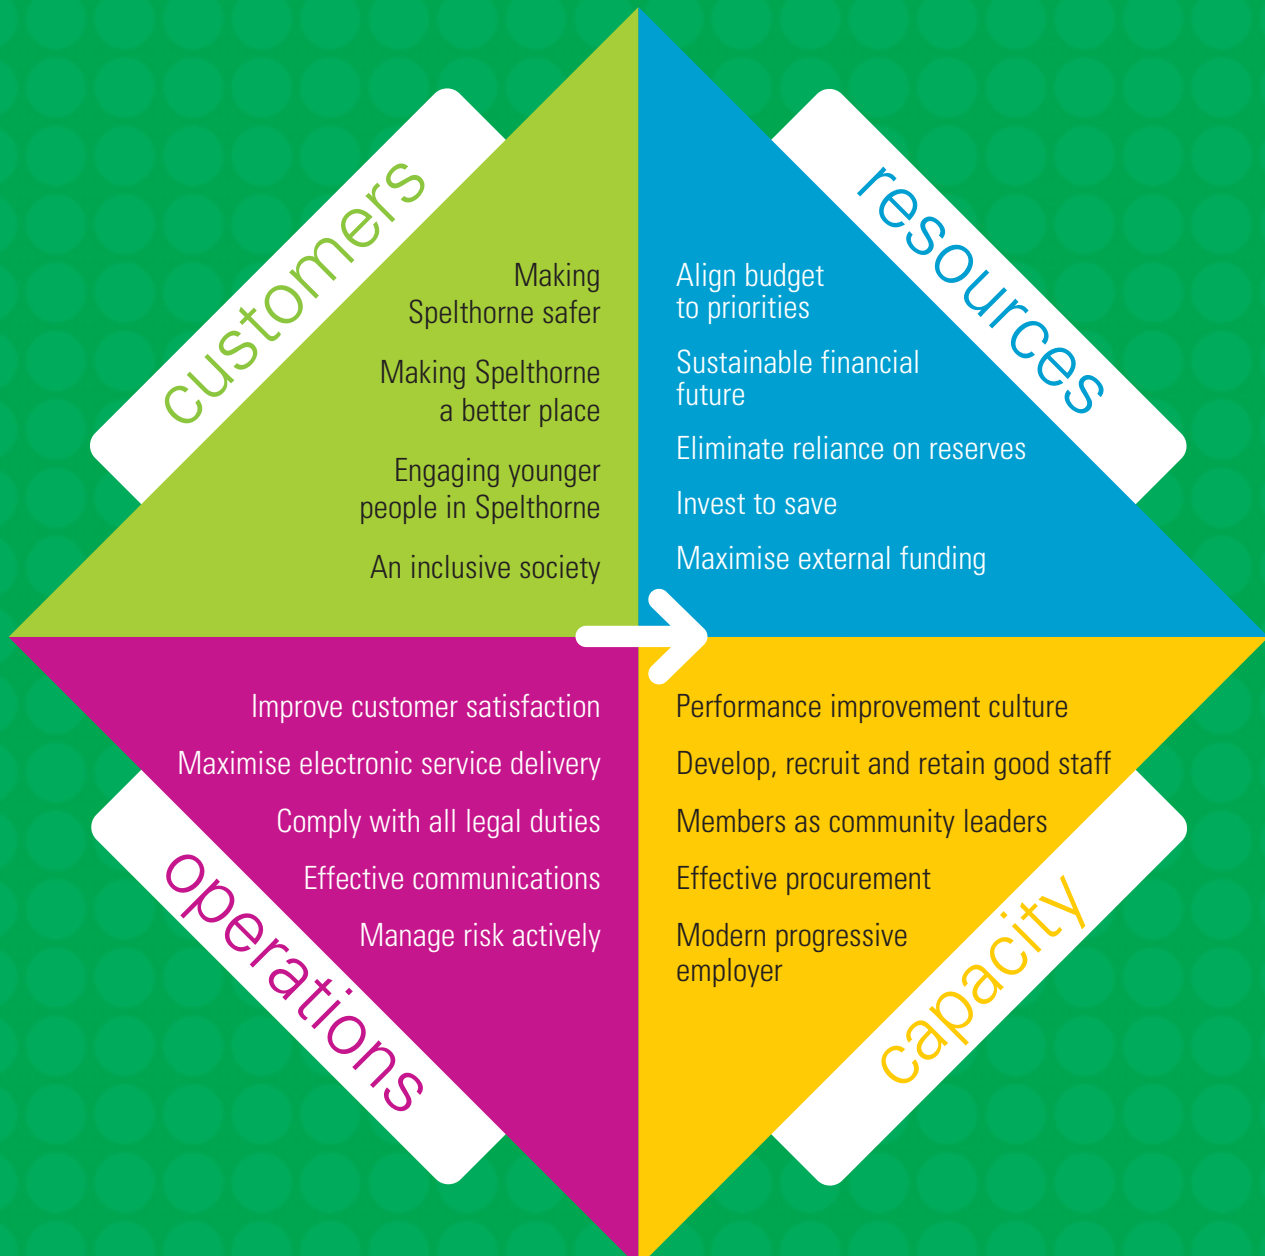 customers
Making
Spelthorne safer
Making Spelthorne
a better place
Engaging younger
people in Spelthorne
An inclusive society
resources
Align budget
to priorities
Sustainable financial
future
Eliminate reliance on reserves
Invest to save
Maximise external funding
operations
Improve customer satisfaction
Maximise electronic service delivery
Comply with all legal duties
Effective communications
Manage risk actively
capacity
Performance improvement culture
Develop, recruit and retain good staff
Members as community leaders
Effective procurement
Modern progressive
employer